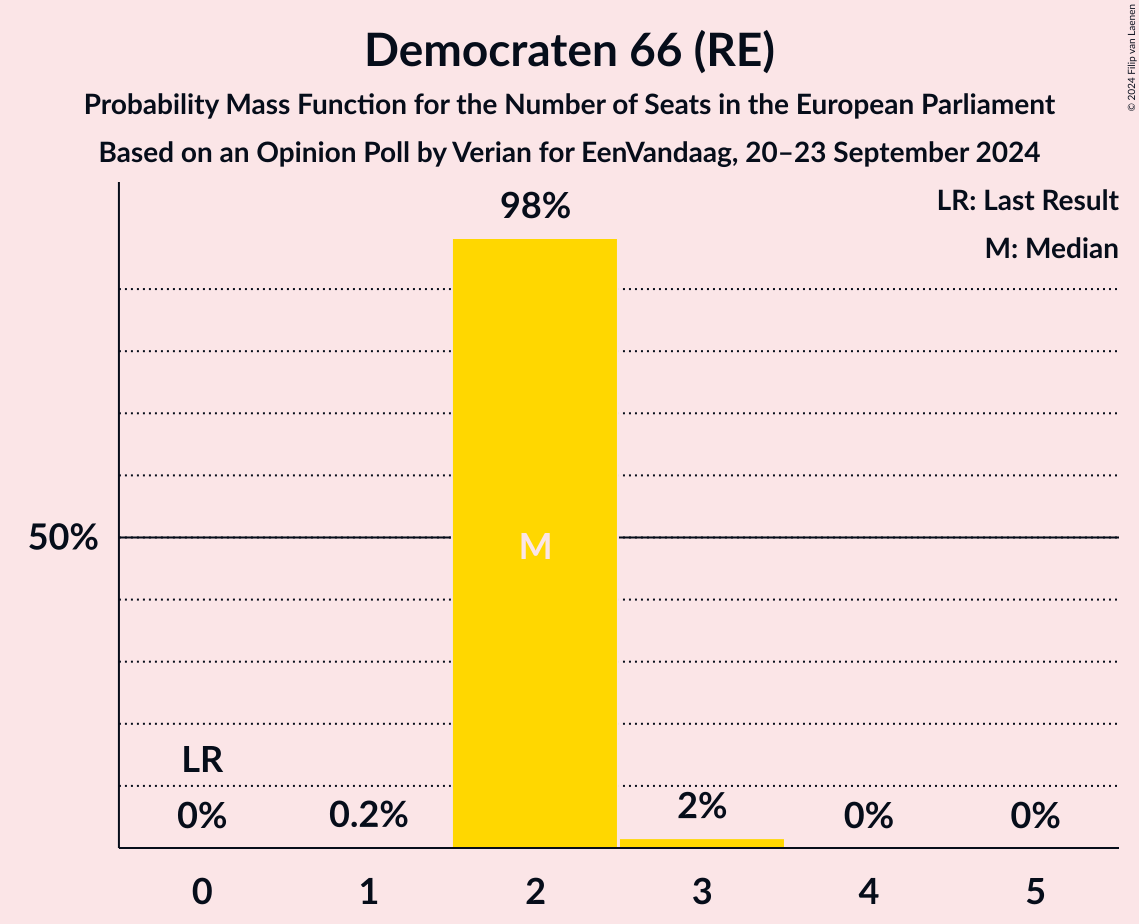 Democraten 66 (RE)
Probability Mass Function for the Number of Seats in the European Parliament
Based on an Opinion Poll by Verian for EenVandaag, 20–23 September 2024
© 2024 Filip van Laenen
LR: Last Result
M: Median
98%
50%
M
LR
0%
0.2%
2%
0%
0%
0
1
2
3
4
5